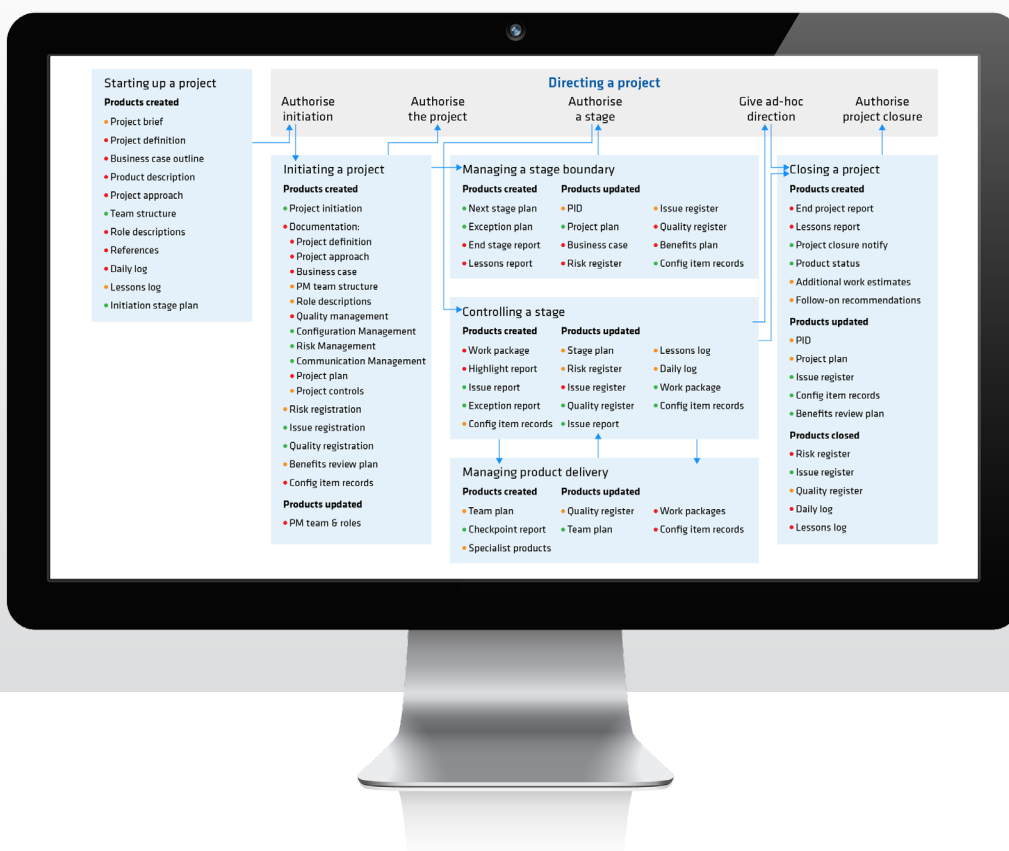 Starting up a project
Products created
Project brief
Project definition
Business case outline
Product description
Project approach
Team structure
Role descriptions
References
Daily log
Lessons log
Initiation stage plan
Directing a project
Authorise
initiation
Authorise
the project
Authorise
a stage
Give ad-hoc
direction
Authorise
project closure
Initiating a project
Products created
Project initiation
Documentation:
Project definition
Project approach
Business case
PM team structure
Role descriptions
Quality management
Configuration Management
Risk Management
Communication Management
Project plan
Project controls
Risk registration
Issue registration
Quality registration
Benefits review plan
Config item records
Products updated
PM team & roles
Managing a stage boundary
Products created
Next stage plan
Exception plan
End stage report
Lessons report
Products updated
PID
Project plan
Business case
Risk register
Issue register
Quality register
Benefits plan
Config item records
Controlling a stage
Products created
Work package
Highlight report
Issue report
Exception report
Config item records
Products updated
Stage plan
Risk register
Issue register
Quality register
Issue report
Lessons log
Daily log
Work package
Config item records
Managing product delivery
Products created
Team plan
Checkpoint report
Specialist products
Products updated
Quality register
Team plan
Work packages
Config item records
Closing a project
Products created
End project report
Lessons report
Project closure notify
Product status
Additional work estimates
Follow-on recommendations
Products updated
PID
Project plan
Issue register
Config item records
Benefits review plan
Products closed
Risk register
Issue register
Quality register
Daily log
Lessons log